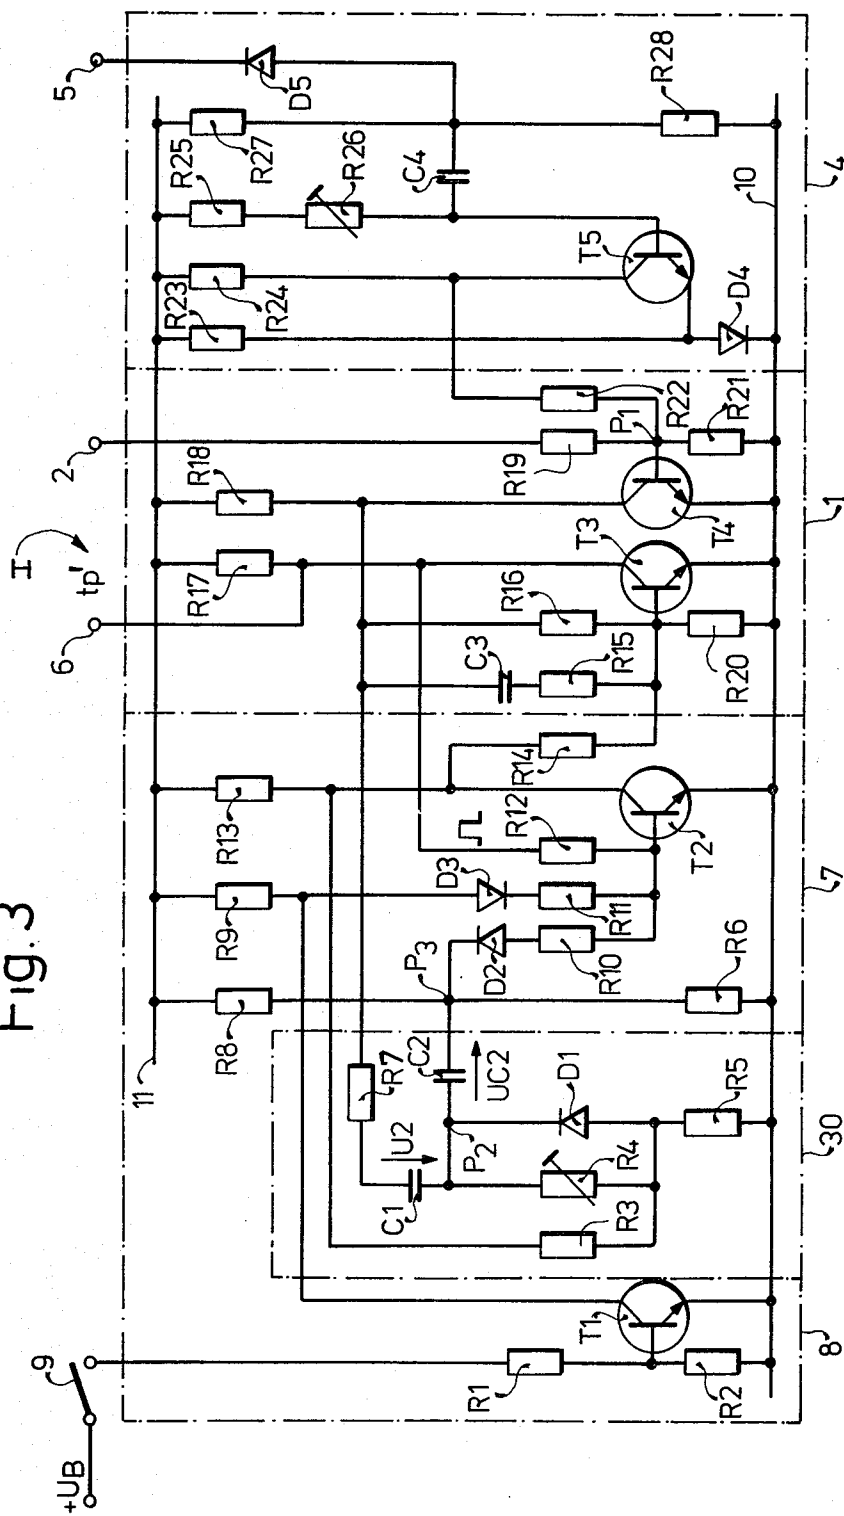 Fig. 3
+UB
9
I
tp'
6
2
5
11
R8
R9
R13
R17
R18
R23
R24
R25
R26
R27
D5
C4
R28
T5
D4
10
4
C1
U2
R7
C2
UC2
P2
P3
D2
D3
R10
R11
R12
R14
C3
R15
R16
R19
P1
R22
R21
T3
T4
R20
T2
R6
7
1
D1
R3
R4
R5
30
T1
R1
R2
8